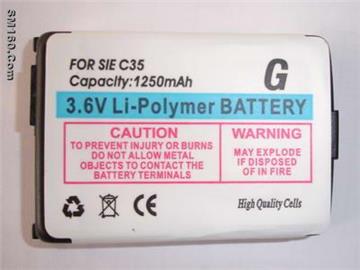 SM160.com
FOR SIE C35
Capacity:1250mAh
G
3.6V Li-Polymer BATTERY
CAUTION
TO PREVENT INJURY OR BURNS
DO NOT ALLOW METAL
OBJECTS TO CONTACT THE
BATTERY TERMINALS
WARNING
MAY EXPLODE IF
DISPOSED OF IN FIRE
High Quality Cells
CE